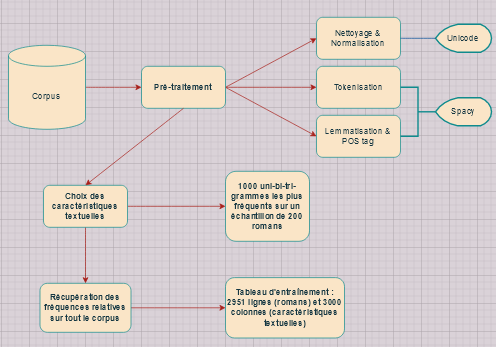 Nettoyage &
Normalisation
Unicode
Corpus
Pré-traitement
Tokenisation
Spacy
Lemmatisation &
POS tag
Choix des
caractéristiques
textuelles
1000 uni-bi-tri-
grammes les plus
fréquents sur un
échantillon de 200
romans
Récupération des
fréquences relatives
sur tout le corpus
Tableau d'entraînement :
2951 lignes (romans) et 3000
colonnes (caractéristiques
textuelles)